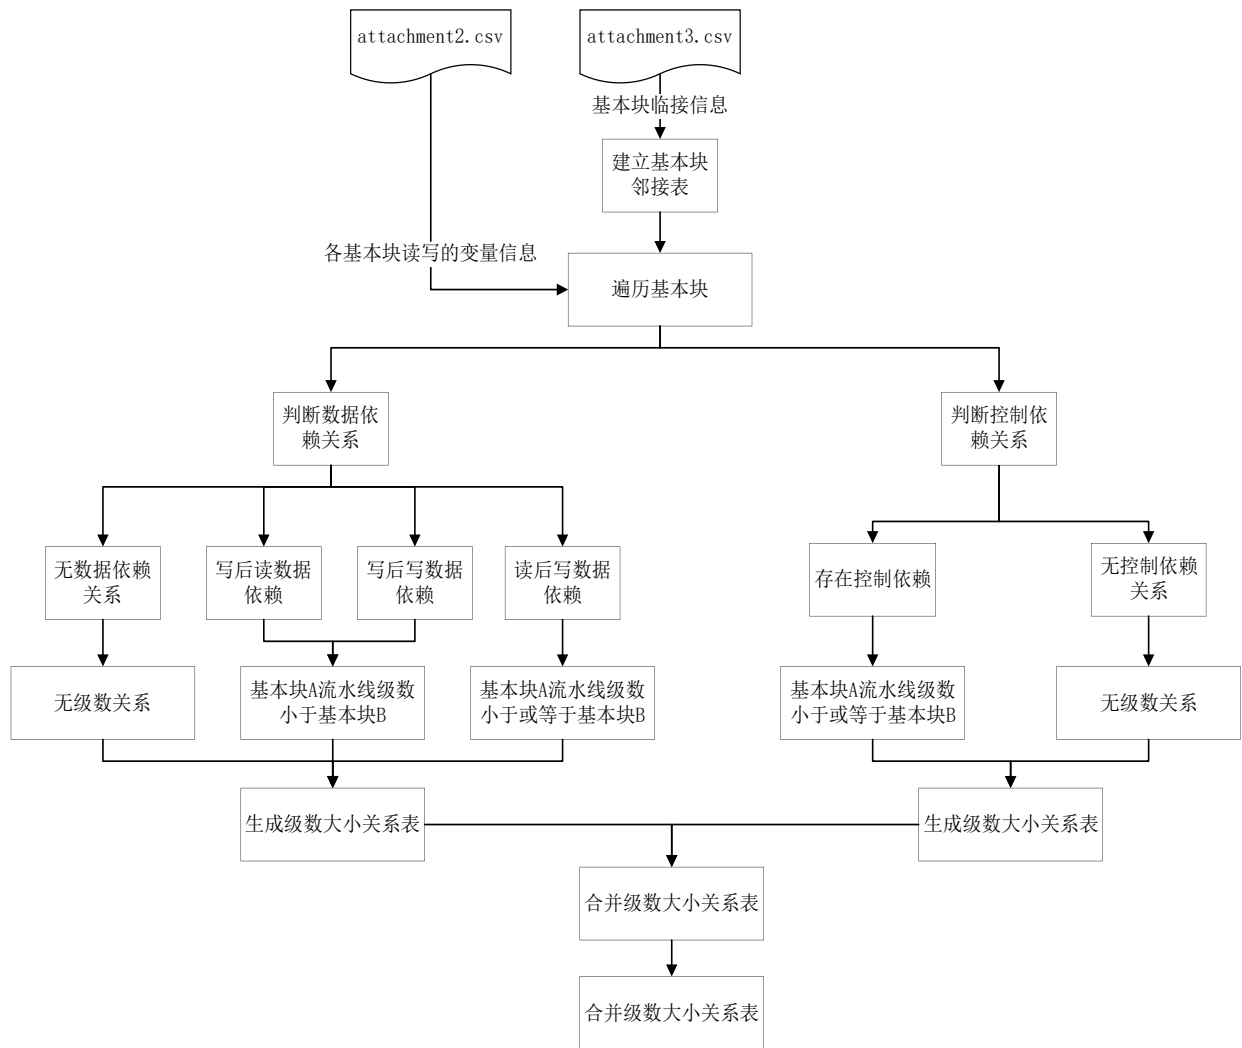 attachment2.csv
attachment3.csv
基本块临接信息
建立基本块
邻接表
各基本块读写的变量信息
遍历基本块
判断数据依
赖关系
判断控制依
赖关系
无数据依赖
关系
写后读数据
依赖
写后写数据
依赖
读后写数据
依赖
存在控制依赖
无控制依赖
关系
无级数关系
基本块A流水线级数
小于基本块B
基本块A流水线级数
小于或等于基本块B
基本块A流水线级数
小于或等于基本块B
无级数关系
生成级数大小关系表
生成级数大小关系表
合并级数大小关系表
合并级数大小关系表